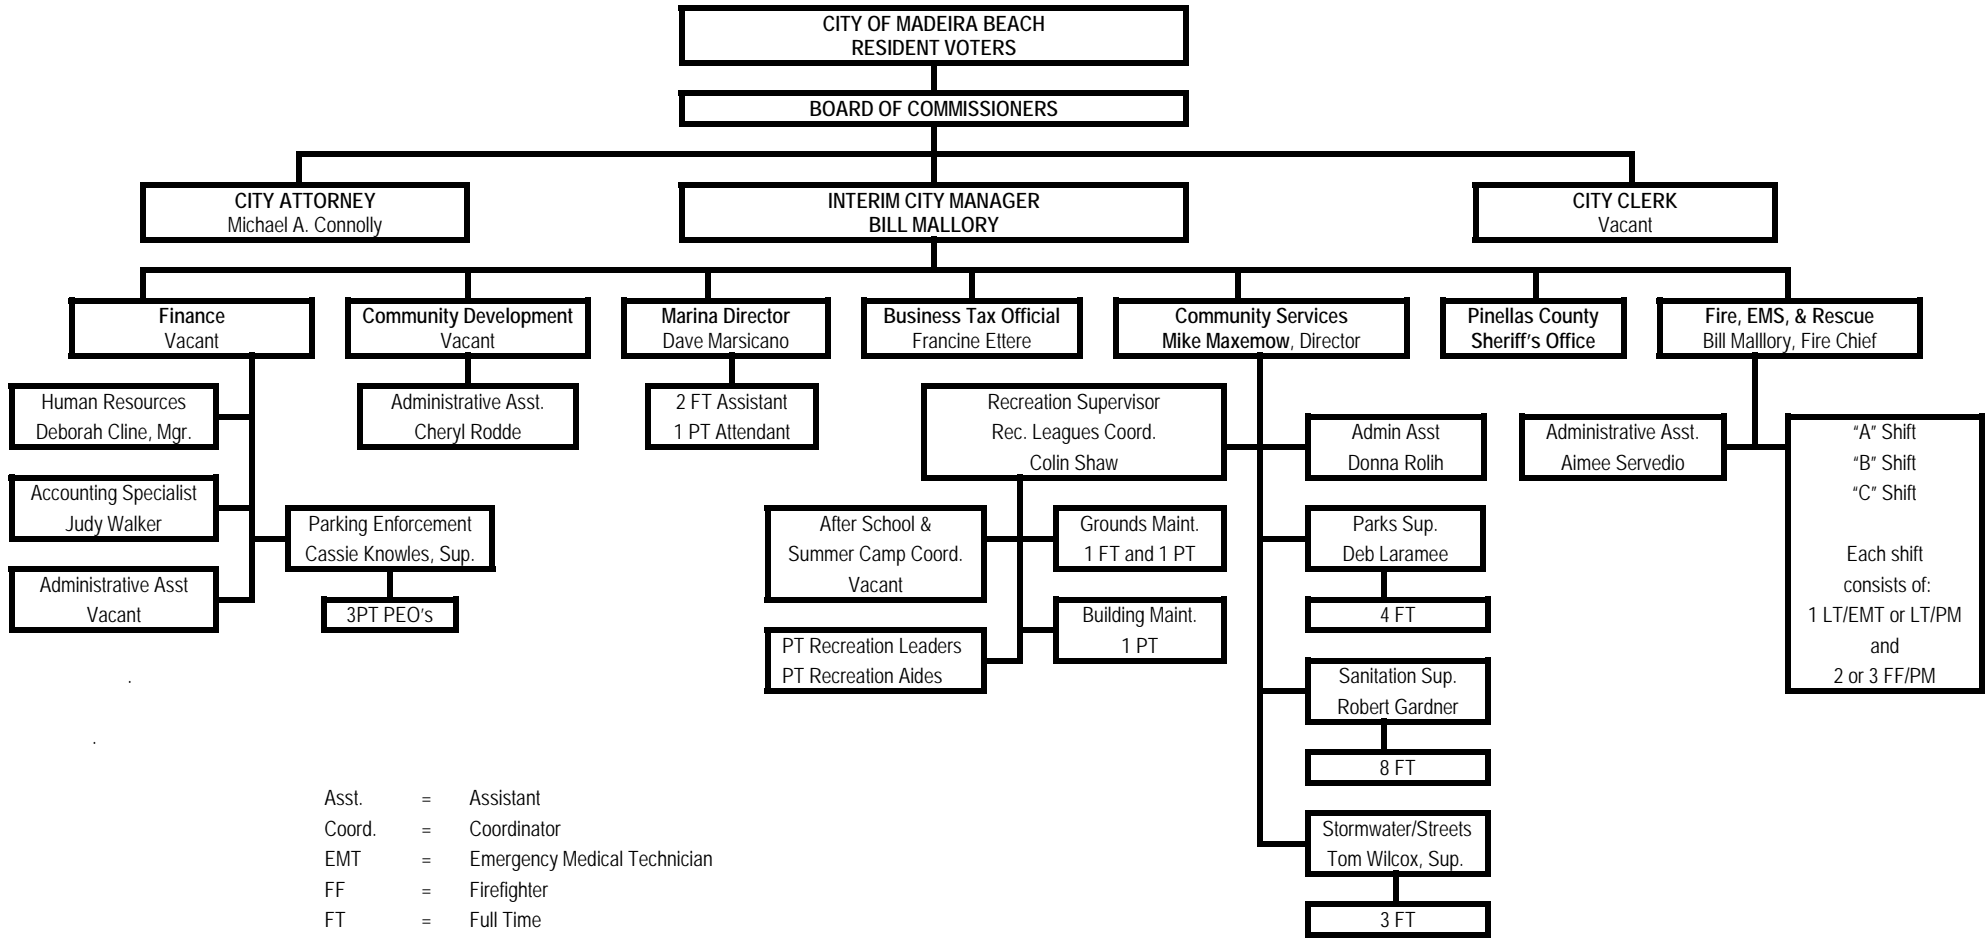 CITY OF MADEIRA BEACH
RESIDENT VOTERS
BOARD OF COMMISSIONERS
CITY ATTORNEY
Michael A. Connolly
INTERIM CITY MANAGER
BILL MALLORY
CITY CLERK
Vacant
Finance
Vacant
Community Development
Vacant
Marina Director
Dave Marsicano
Business Tax Official
Francine Ettere
Community Services
Mike Maxemow, Director
Pinellas County
Sheriff's Office
Fire, EMS, & Rescue
Bill Malllory, Fire Chief
Human Resources
Deborah Cline, Mgr.
Accounting Specialist
Judy Walker
Administrative Asst
Vacant
Parking Enforcement
Cassie Knowles, Sup.
3PT PEO's
Administrative Asst.
Cheryl Rodde
2 FT Assistant
1 PT Attendant
Recreation Supervisor
Rec. Leagues Coord.
Colin Shaw
After School &
Summer Camp Coord.
Vacant
PT Recreation Leaders
PT Recreation Aides
Grounds Maint.
1 FT and 1 PT
Building Maint.
1 PT
Admin Asst
Donna Rolih
Parks Sup.
Deb Laramee
4 FT
Sanitation Sup.
Robert Gardner
8 FT
Stormwater/Streets
Tom Wilcox, Sup.
3 FT
Administrative Asst.
Aimee Servedio
"A" Shift
"B" Shift
"C" Shift
Each shift
consists of:
1 LT/EMT or LT/PM
and
2 or 3 FF/PM
Asst. = Assistant
Coord. = Coordinator
EMT = Emergency Medical Technician
FF = Firefighter
FT = Full Time